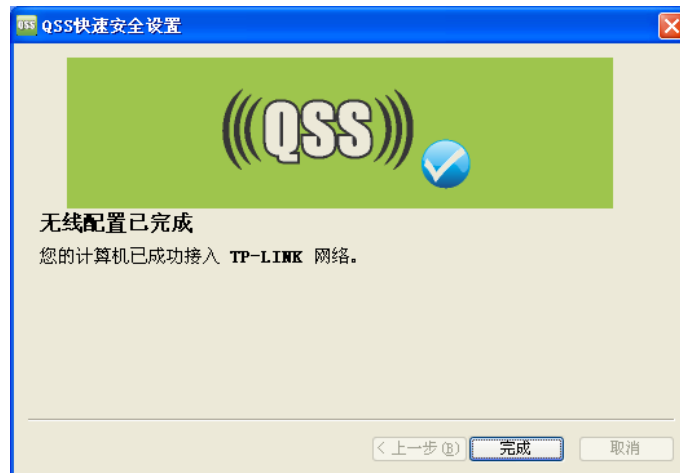 QSS QSS快速安全设置
(((QSS)))
无线配置已完成
您的计算机已成功接入 TP-LINK 网络。
< 上一步(B) 完成 取消